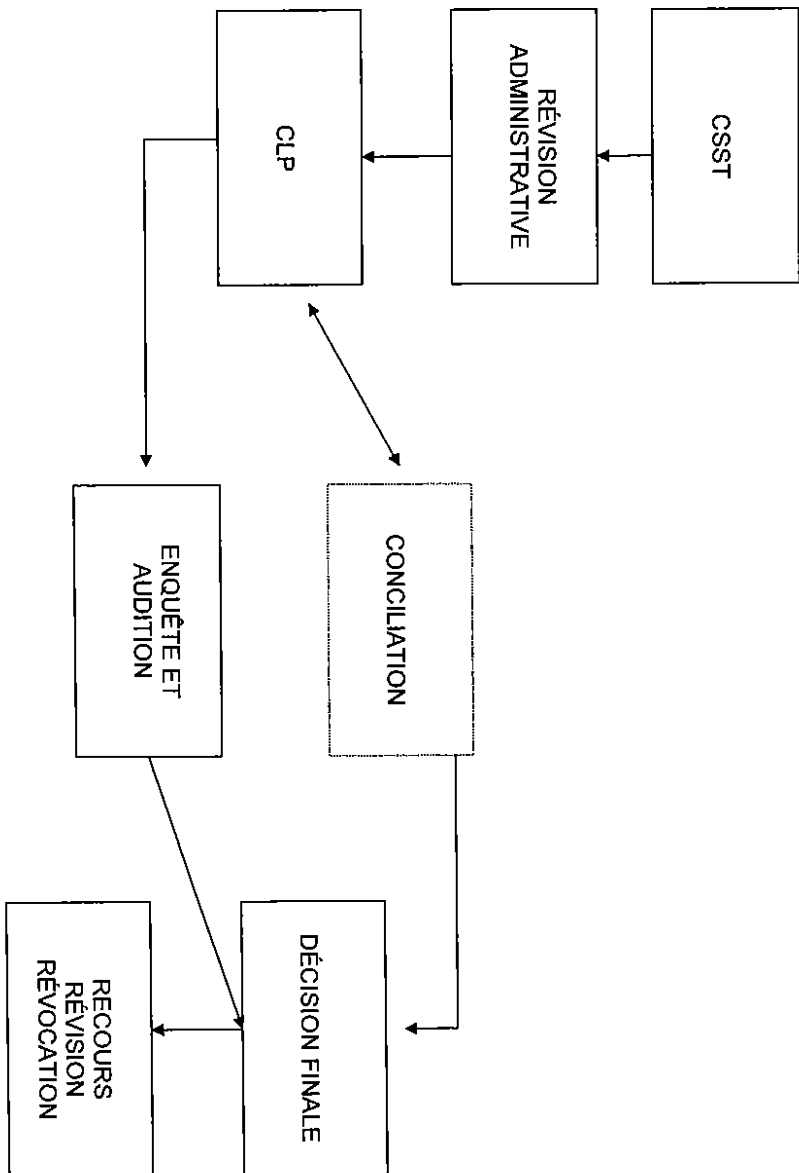 CSST
RÉVISION
ADMINISTRATIVE
CLP
CONCILIATION
ENQUÊTE ET
AUDITION
DÉCISION FINALE
RECOURS
RÉVISION
RÉVOCATION